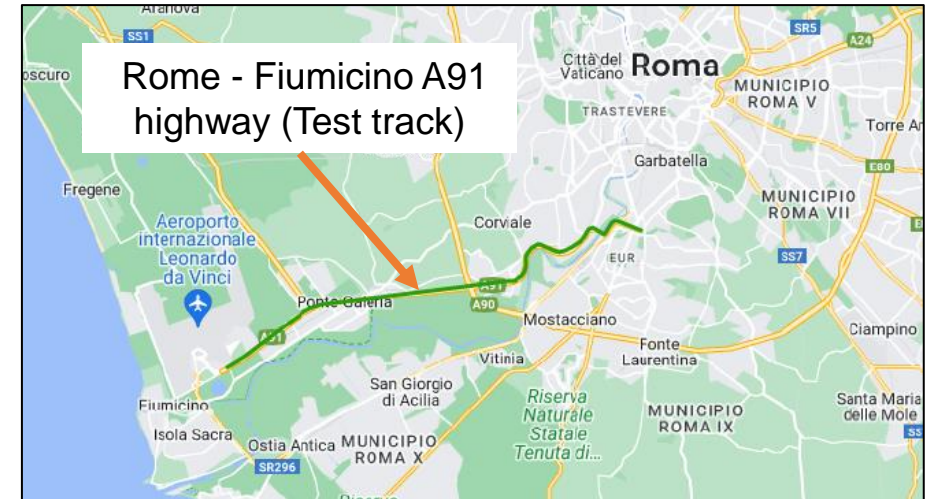 Aranova
SS1
SR5
A24
oscuro
Rome - Fiumicino A91
highway (Test track)
Città del
Vaticano
Roma
MUNICIPIO
ROMA V
TRASTEVERE
Torre Ar
Garbatella
E80
Fregene
MUNICIPIO
ROMA VII
Aeroporto
internazionale
Leonardo
da Vinci
Corviale
EUR
SS7
A91
Ponte Galeria
A90
Mostacciano
Ciampino
A91
Fonte
Laurentina
Vitinia
San Giorgio
di Acilia
Fiumicino
Riserva
Naturale
Statale
Tenuta di...
MUNICIPIO
ROMA IX
Santa Maria
delle Mole
Isola Sacra
Ostia Antica
MUNICIPIO
ROMA X
SS
SR296